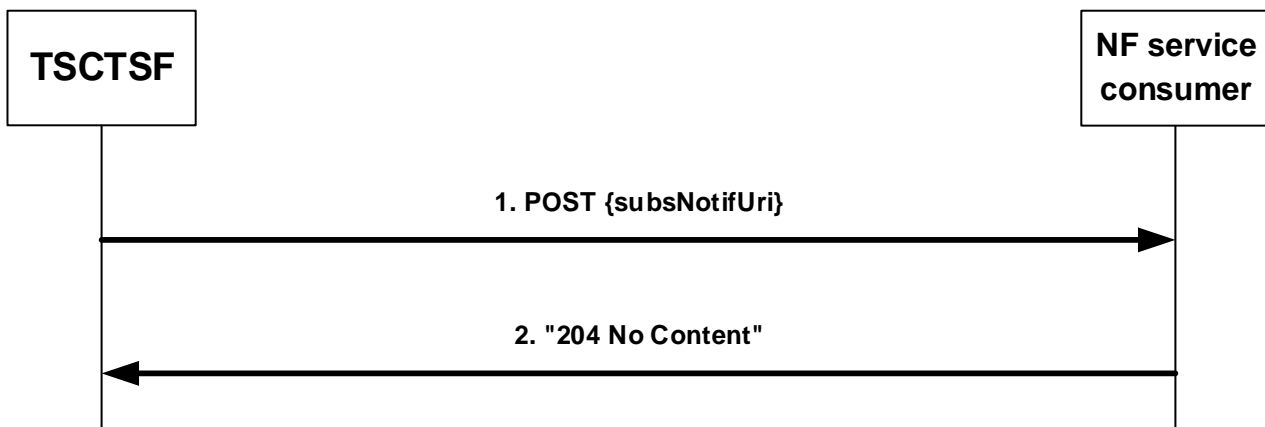 TSCTSF
NF service
consumer
1. POST {subsNotifUri}
2. "204 No Content"